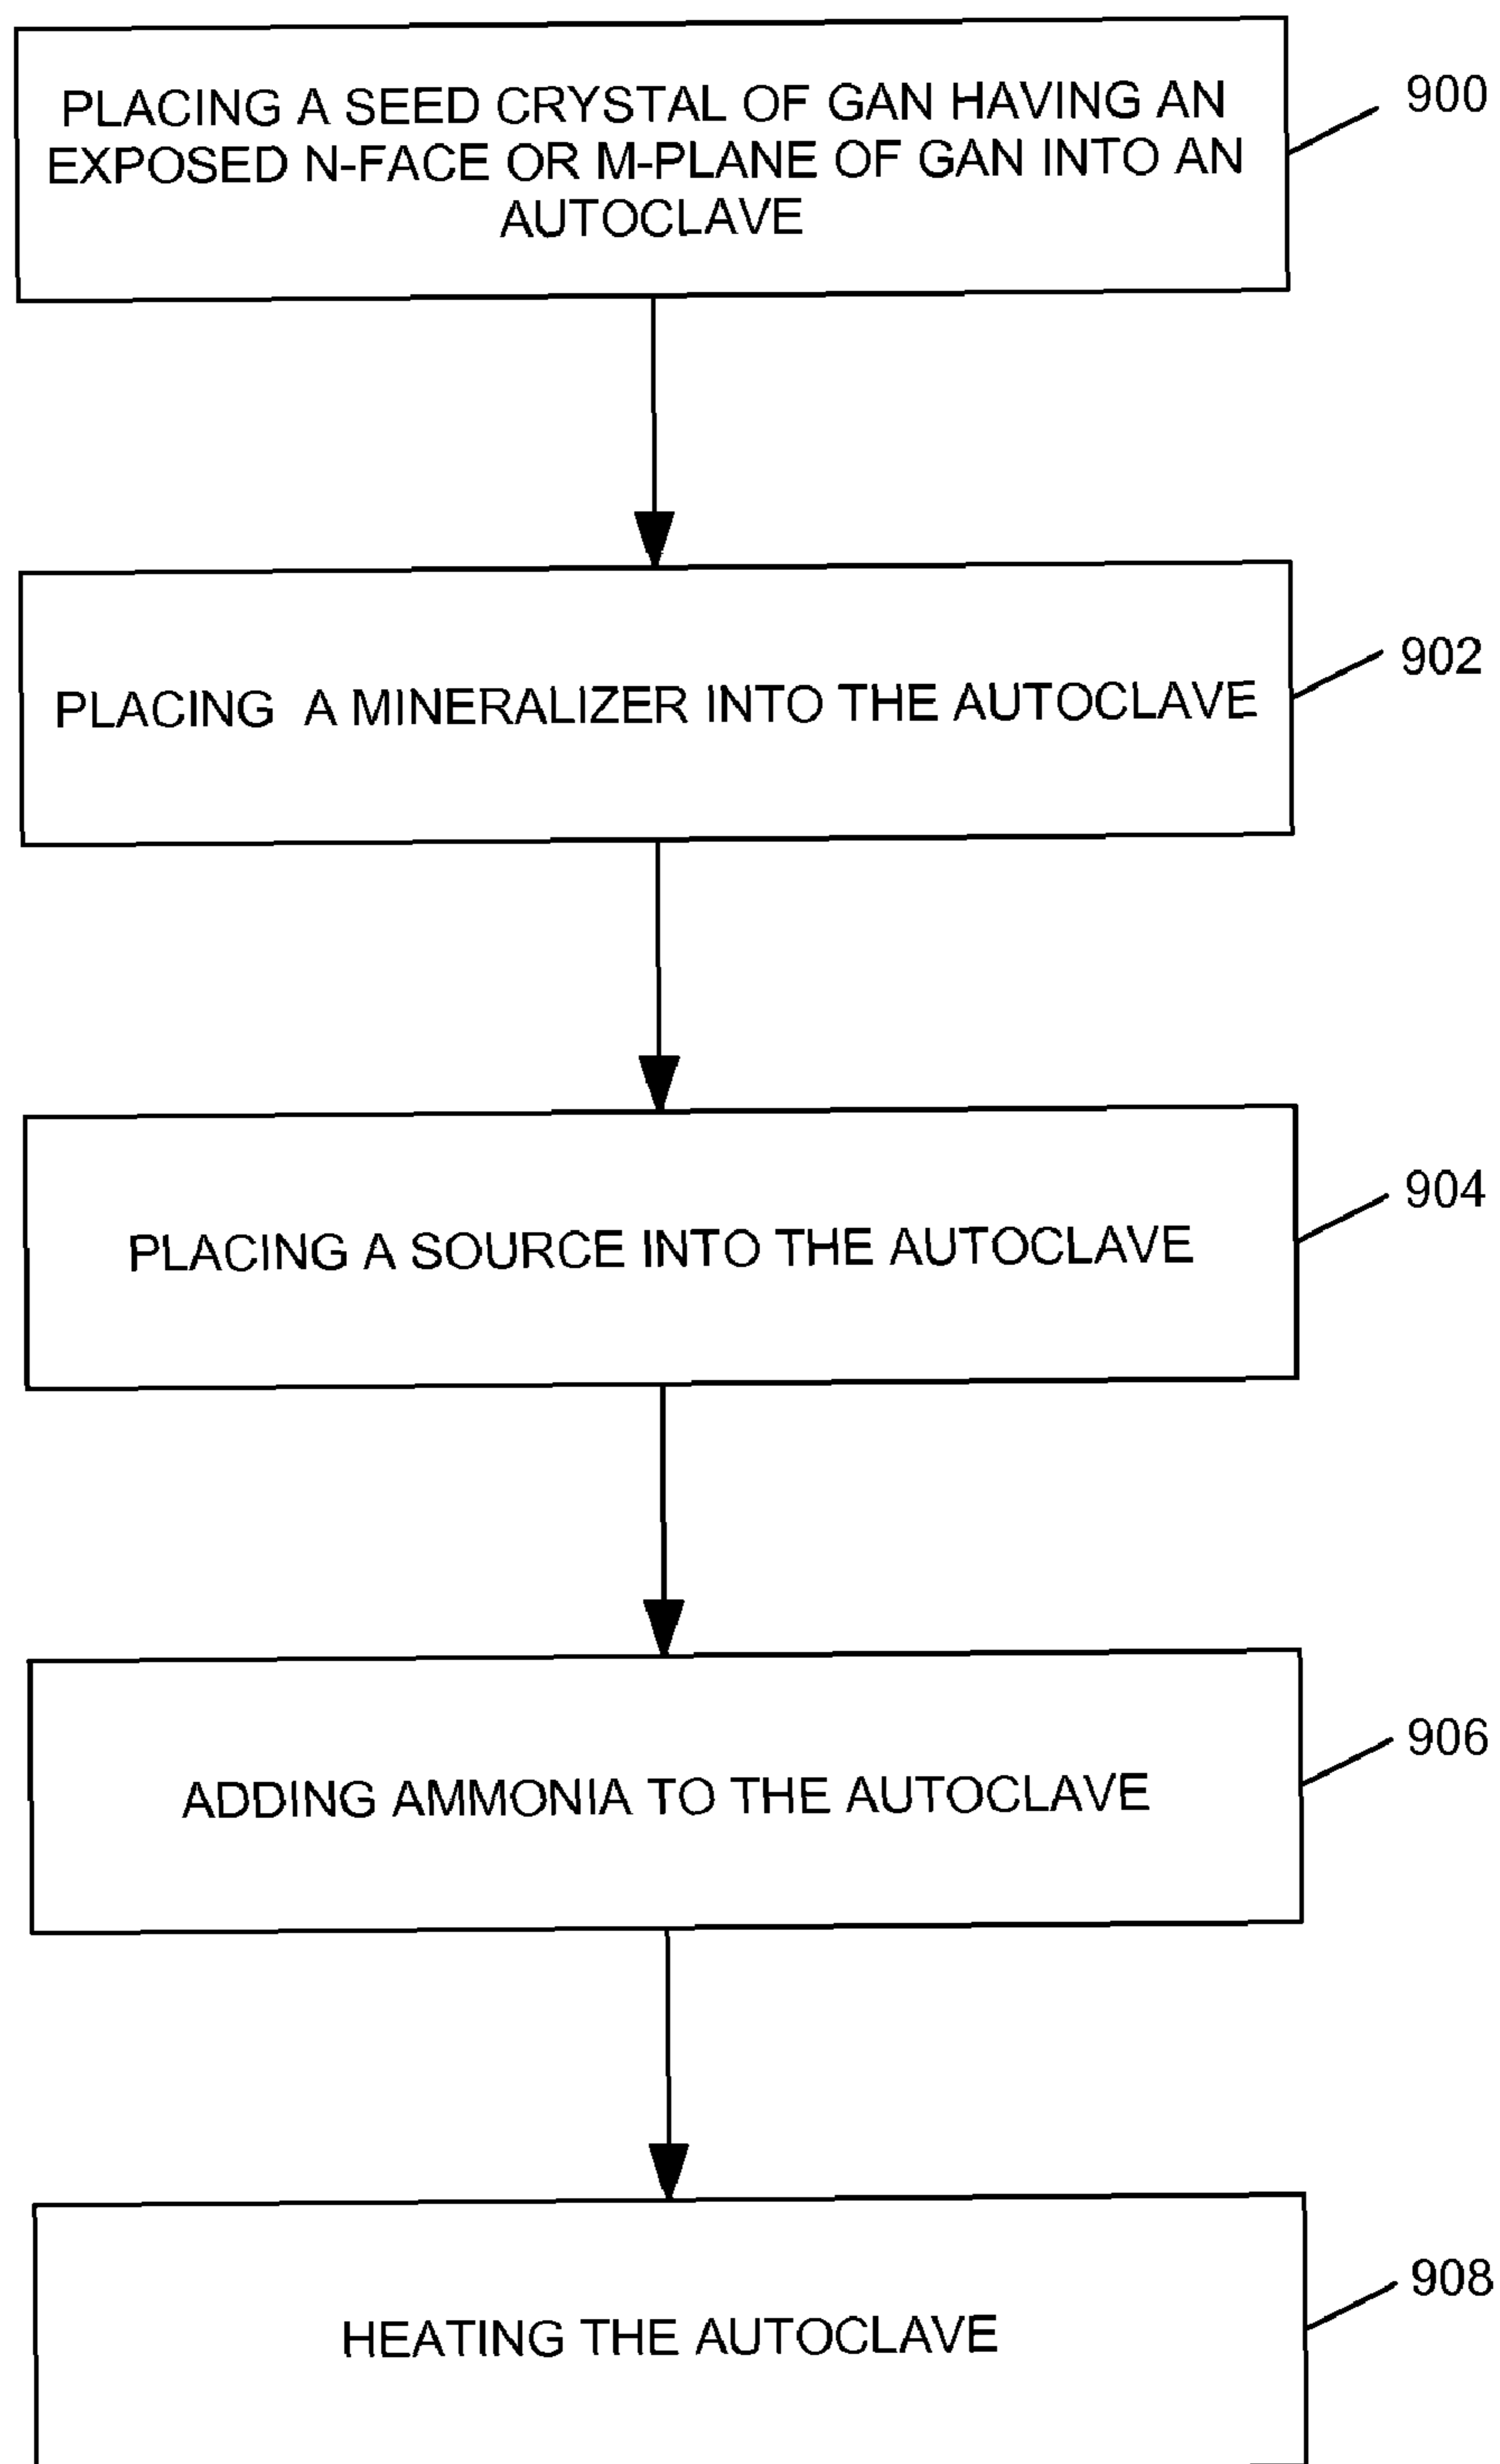 PLACING A SEED CRYSTAL OF GAN HAVING AN
EXPOSED N-FACE OR M-PLANE OF GAN INTO AN
AUTOCLAVE
900
PLACING A MINERALIZER INTO THE AUTOCLAVE
902
PLACING A SOURCE INTO THE AUTOCLAVE
904
ADDING AMMONIA TO THE AUTOCLAVE
906
HEATING THE AUTOCLAVE
908